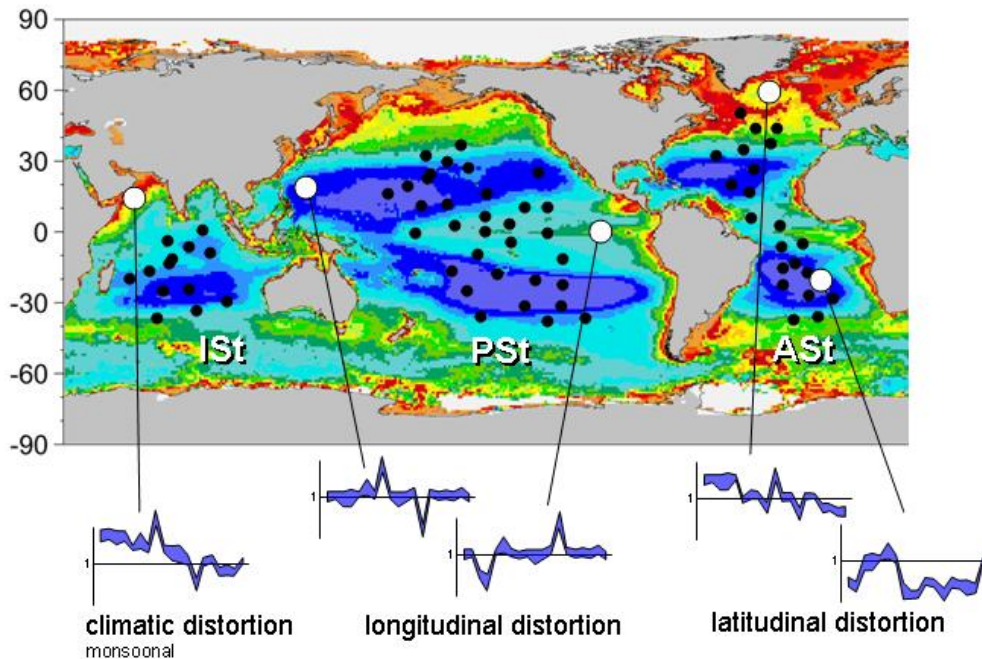 90
60
30
0
-30
-60
-90
ISt
PSt
ASt
1
1
1
1
1
climatic distortion
monsoonal
longitudinal distortion
latitudinal distortion